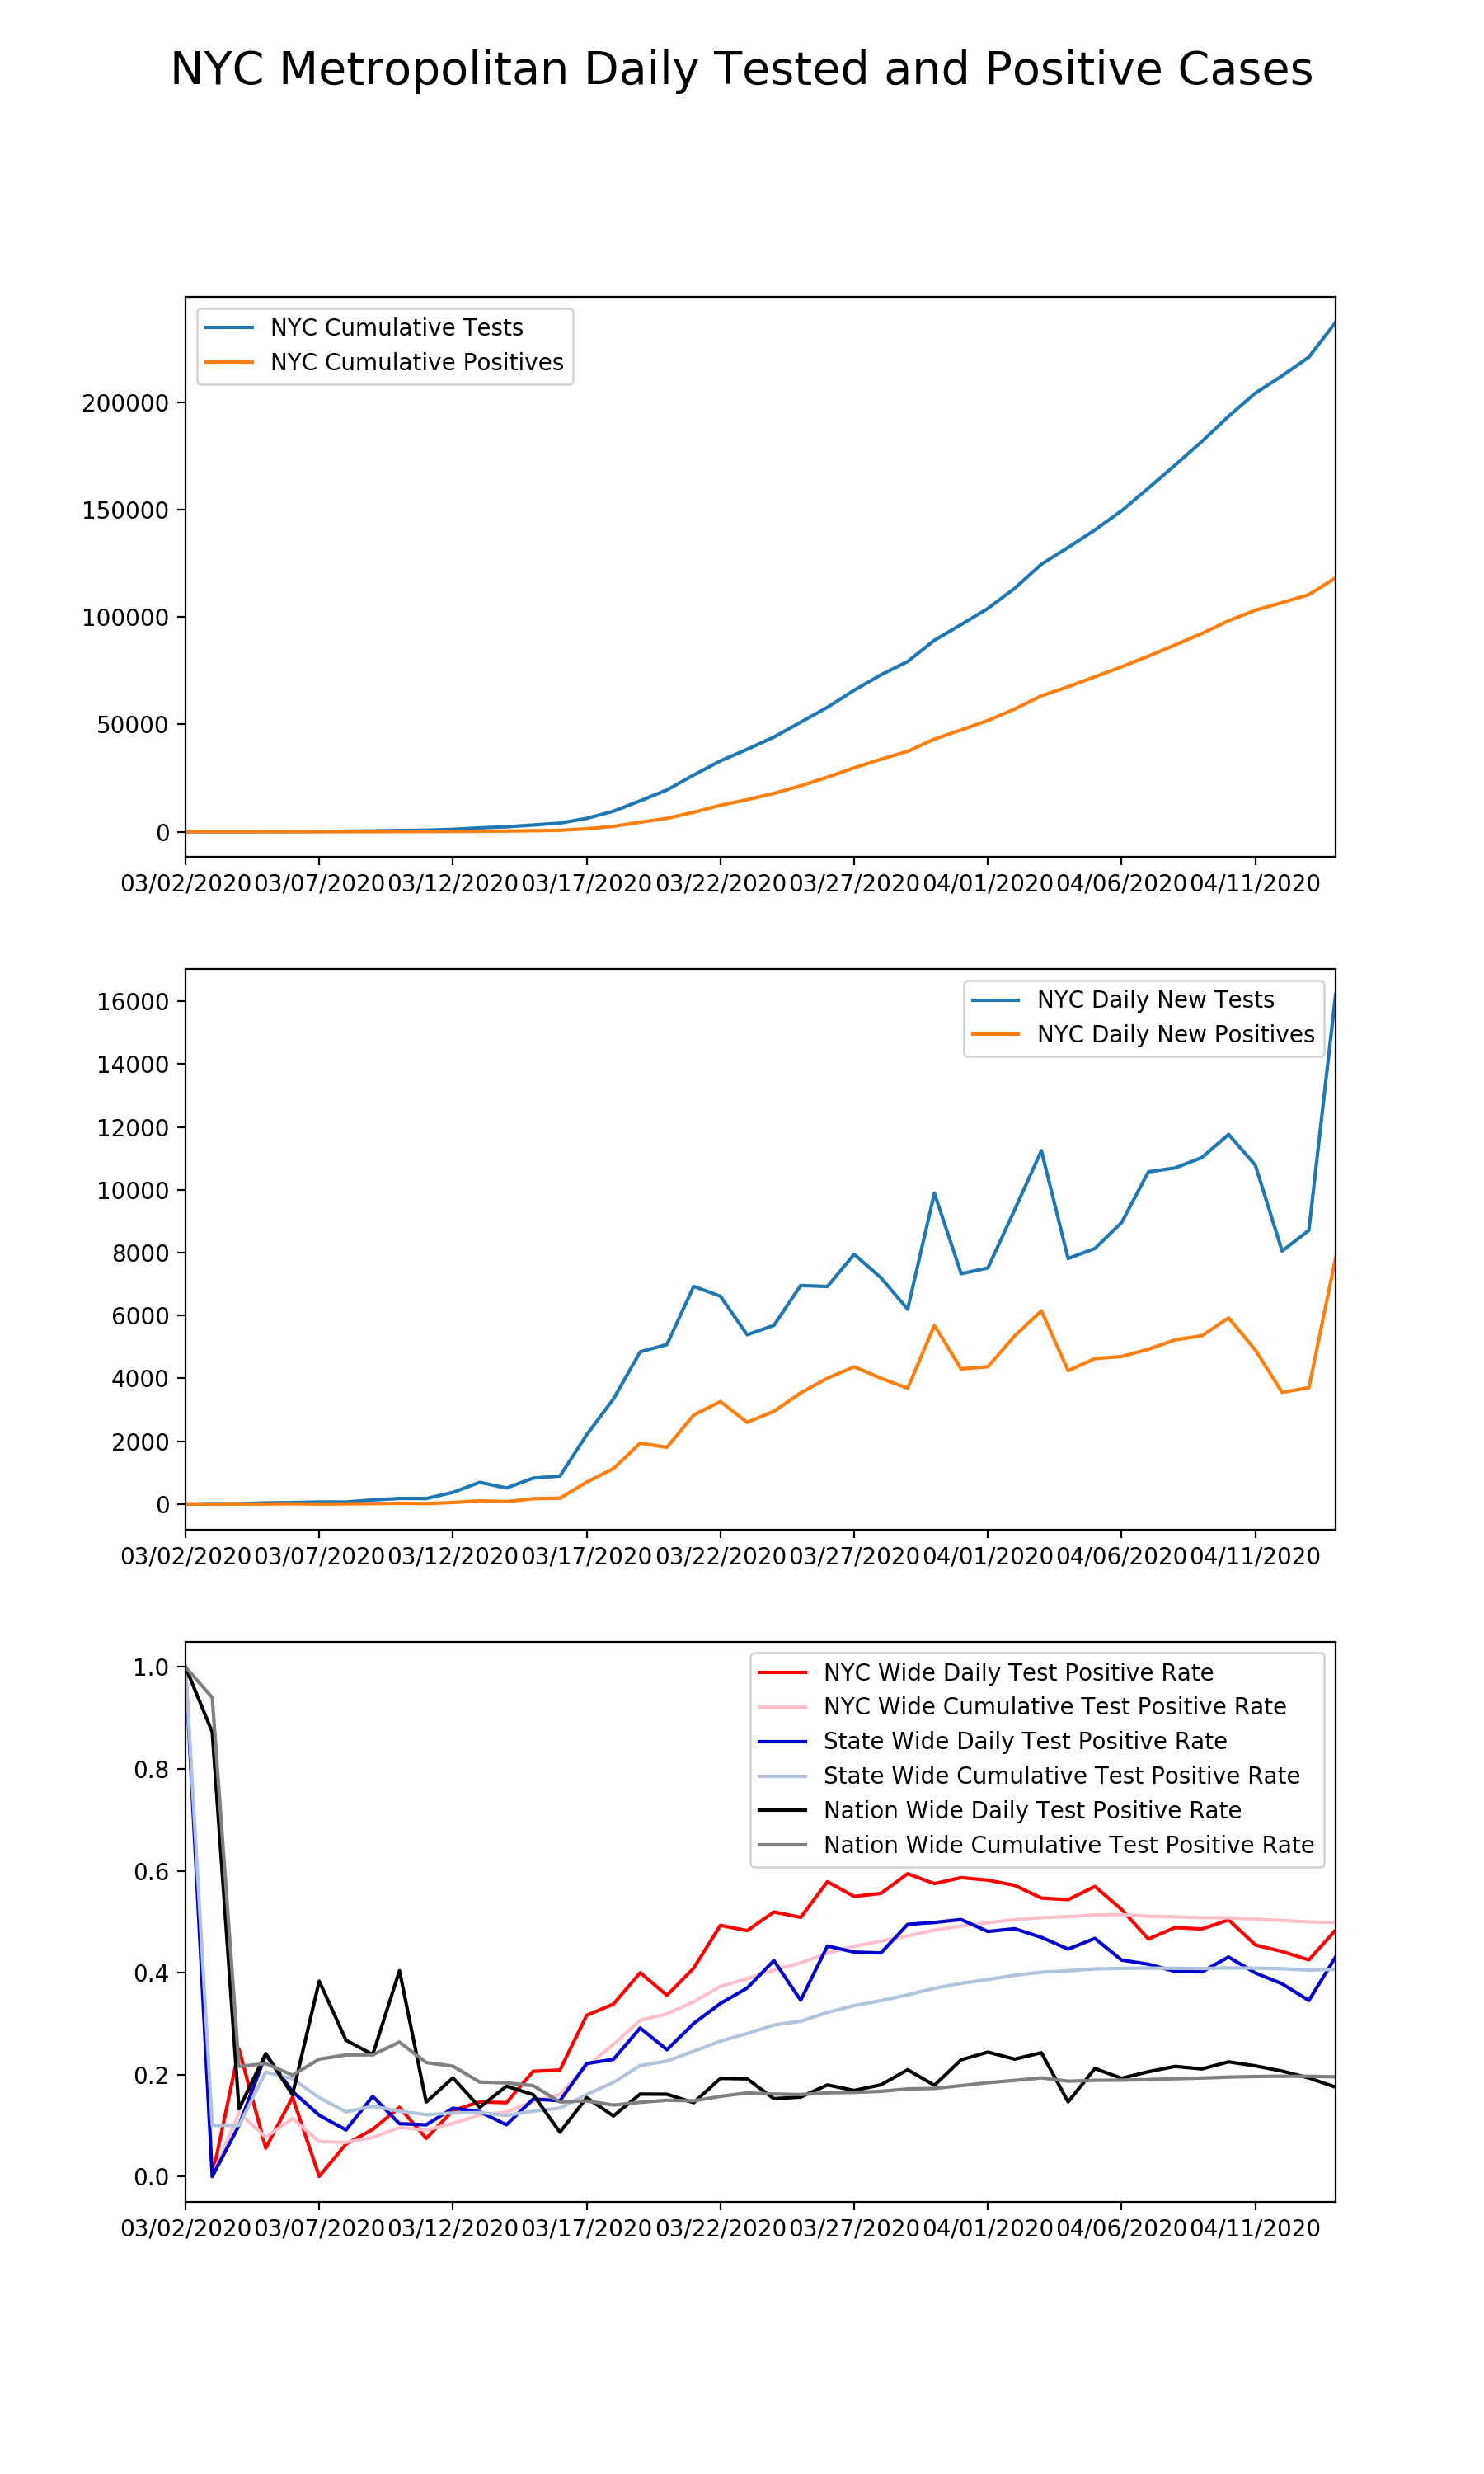 NYC Metropolitan Daily Tested and Positive Cases
NYC Cumulative Tests
NYC Cumulative Positives
200000
150000
100000
50000
0
03/02/2020 03/07/2020 03/12/2020 03/17/2020 03/22/2020 03/27/2020 04/01/2020 04/06/2020 04/11/2020
NYC Daily New Tests
NYC Daily New Positives
16000
14000
12000
10000
8000
6000
4000
2000
0
03/02/2020 03/07/2020 03/12/2020 03/17/2020 03/22/2020 03/27/2020 04/01/2020 04/06/2020 04/11/2020
NYC Wide Daily Test Positive Rate
NYC Wide Cumulative Test Positive Rate
State Wide Daily Test Positive Rate
State Wide Cumulative Test Positive Rate
Nation Wide Daily Test Positive Rate
Nation Wide Cumulative Test Positive Rate
1.0
0.8
0.6
0.4
0.2
0.0
03/02/2020 03/07/2020 03/12/2020 03/17/2020 03/22/2020 03/27/2020 04/01/2020 04/06/2020 04/11/2020